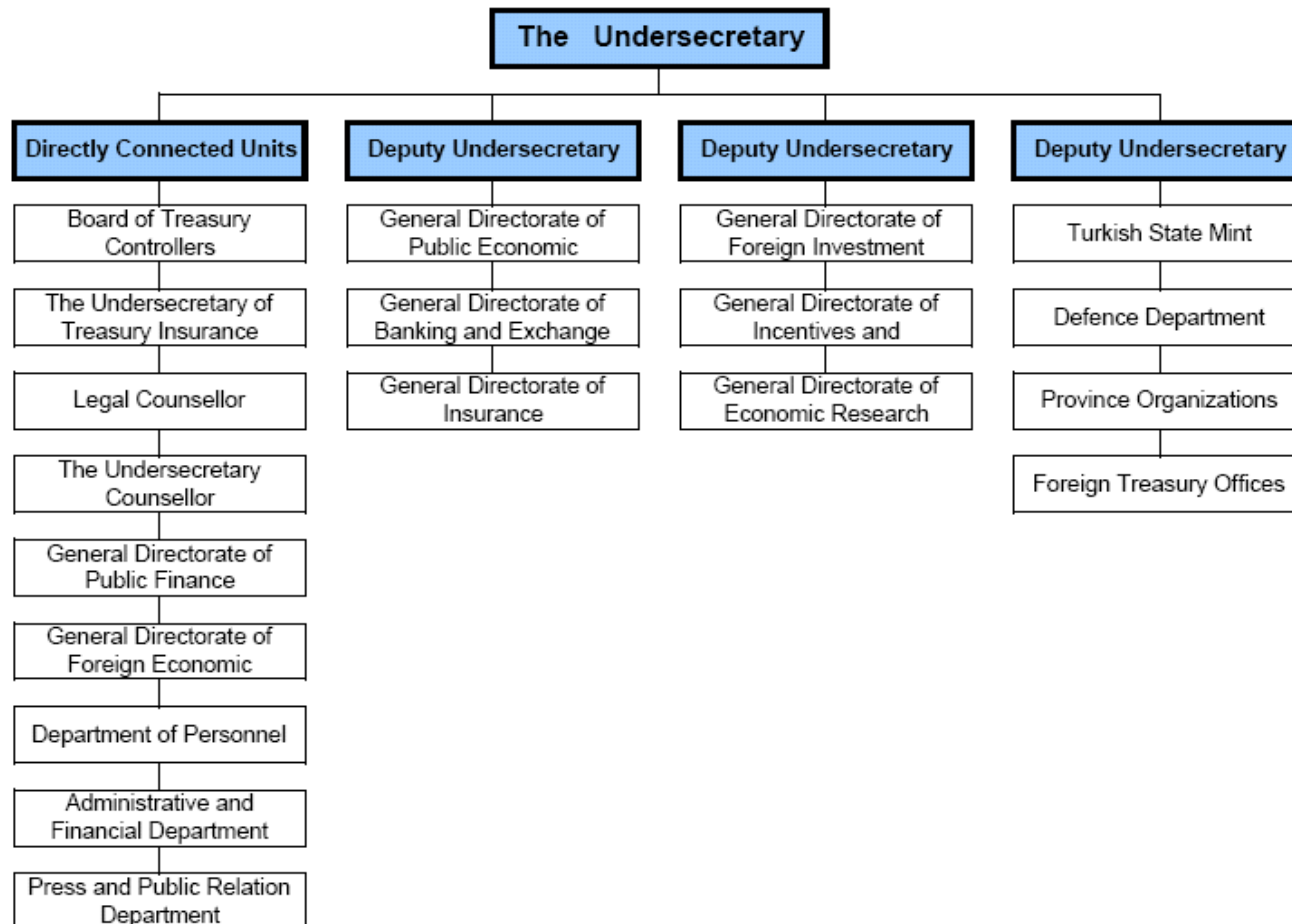 The Undersecretary
Directly Connected Units
Board of Treasury
Controllers
The Undersecretary of
Treasury Insurance
Legal Counsellor
The Undersecretary
Counsellor
General Directorate of
Public Finance
General Directorate of
Foreign Economic
Department of Personnel
Administrative and
Financial Department
Press and Public Relation
Department
Deputy Undersecretary
General Directorate of
Public Economic
General Directorate of
Banking and Exchange
General Directorate of
Insurance
Deputy Undersecretary
General Directorate of
Foreign Investment
General Directorate of
Incentives and
General Directorate of
Economic Research
Deputy Undersecretary
Turkish State Mint
Defence Department
Province Organizations
Foreign Treasury Offices